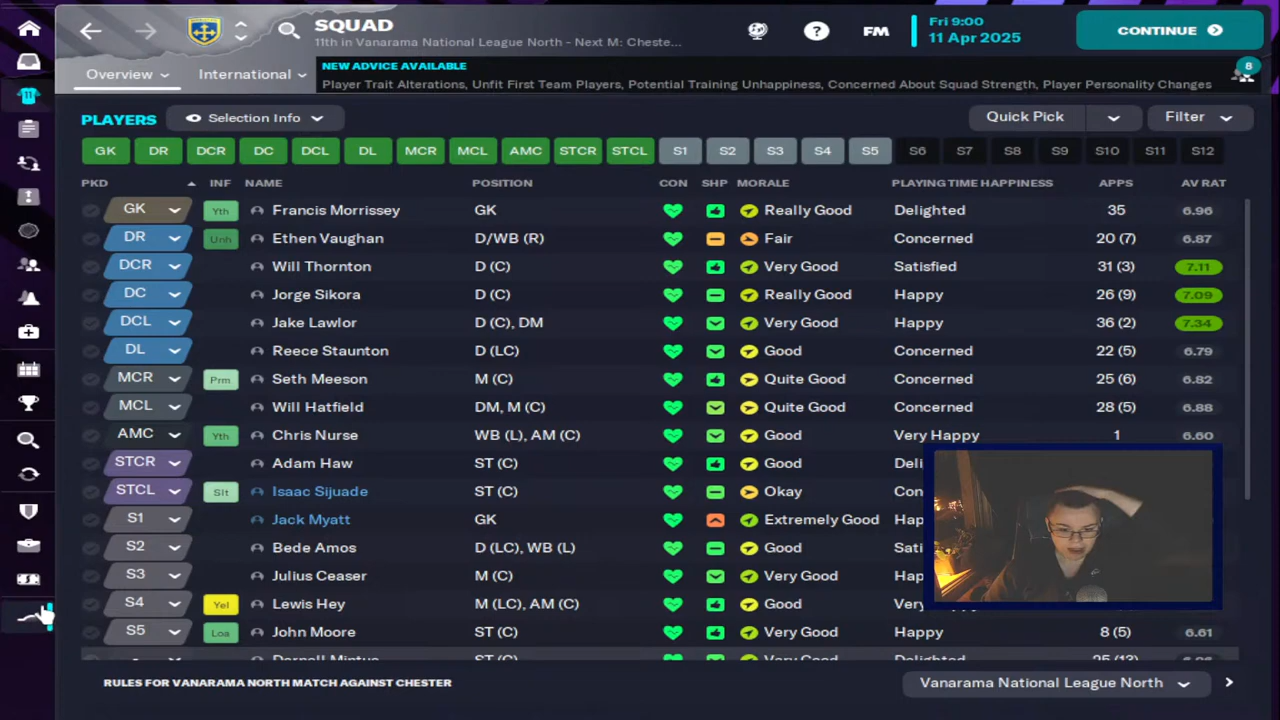 SQUAD
11th in Vanarama National League North - Next M: Cheste...
FM
Fri 9:00
11 Apr 2025
CONTINUE
Overview
International
NEW ADVICE AVAILABLE
Player Trait Alterations, Unfit First Team Players, Potential Training Unhappiness, Concerned About Squad Strength, Player Personality Changes
8
PLAYERS
Selection Info
Quick Pick
Filter
GK DR DCR DC DCL DL MCR MCL AMC STCR STCL S1 S2 S3 S4 S5 S6 S7 S8 S9 S10 S11 S12
PKD INF NAME POSITION CON SHP MORALE PLAYING TIME HAPPINESS APPS AV RAT
GK Yth Francis Morrissey GK Really Good Delighted 35 6.96
DR Unh Ethen Vaughan D/WB (R) Fair Concerned 20 (7) 6.87
DCR Will Thornton D (C) Very Good Satisfied 31 (3) 7.11
DC Jorge Sikora D (C) Really Good Happy 26 (9) 7.09
DCL Jake Lawlor D (C), DM Very Good Happy 36 (2) 7.34
DL Reece Staunton D (LC) Good Concerned 22 (5) 6.79
MCR Prm Seth Meeson M (C) Quite Good Concerned 25 (6) 6.82
MCL Will Hatfield DM, M (C) Quite Good Concerned 28 (5) 6.88
AMC Yth Chris Nurse WB (L), AM (C) Good Very Happy 1 6.60
STCR Adam Haw ST (C) Good Deli
STCL Slt Isaac Sijuade ST (C) Okay Con
S1 Jack Myatt GK Extremely Good Hap
S2 Bede Amos D (LC), WB (L) Good Sati
S3 Julius Ceaser M (C) Very Good Hap
S4 Yel Lewis Hey M (LC), AM (C) Good Very
S5 Loa John Moore ST (C) Very Good Happy 8 (5) 6.61
RULES FOR VANARAMA NORTH MATCH AGAINST CHESTER
Vanarama National League North